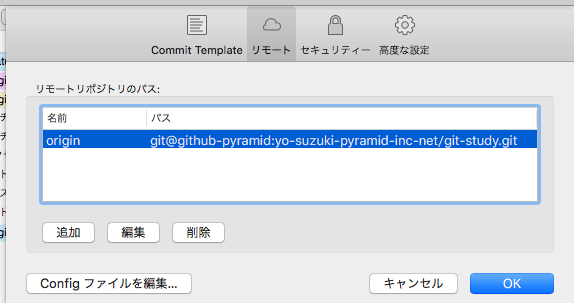 Commit Template リモート セキュリティー 高度な設定
リモートリポジトリのパス:
名前 パス
origin git@github-pyramid:yo-suzuki-pyramid-inc-net/git-study.git
追加 編集 削除
Config ファイルを編集... キャンセル OK